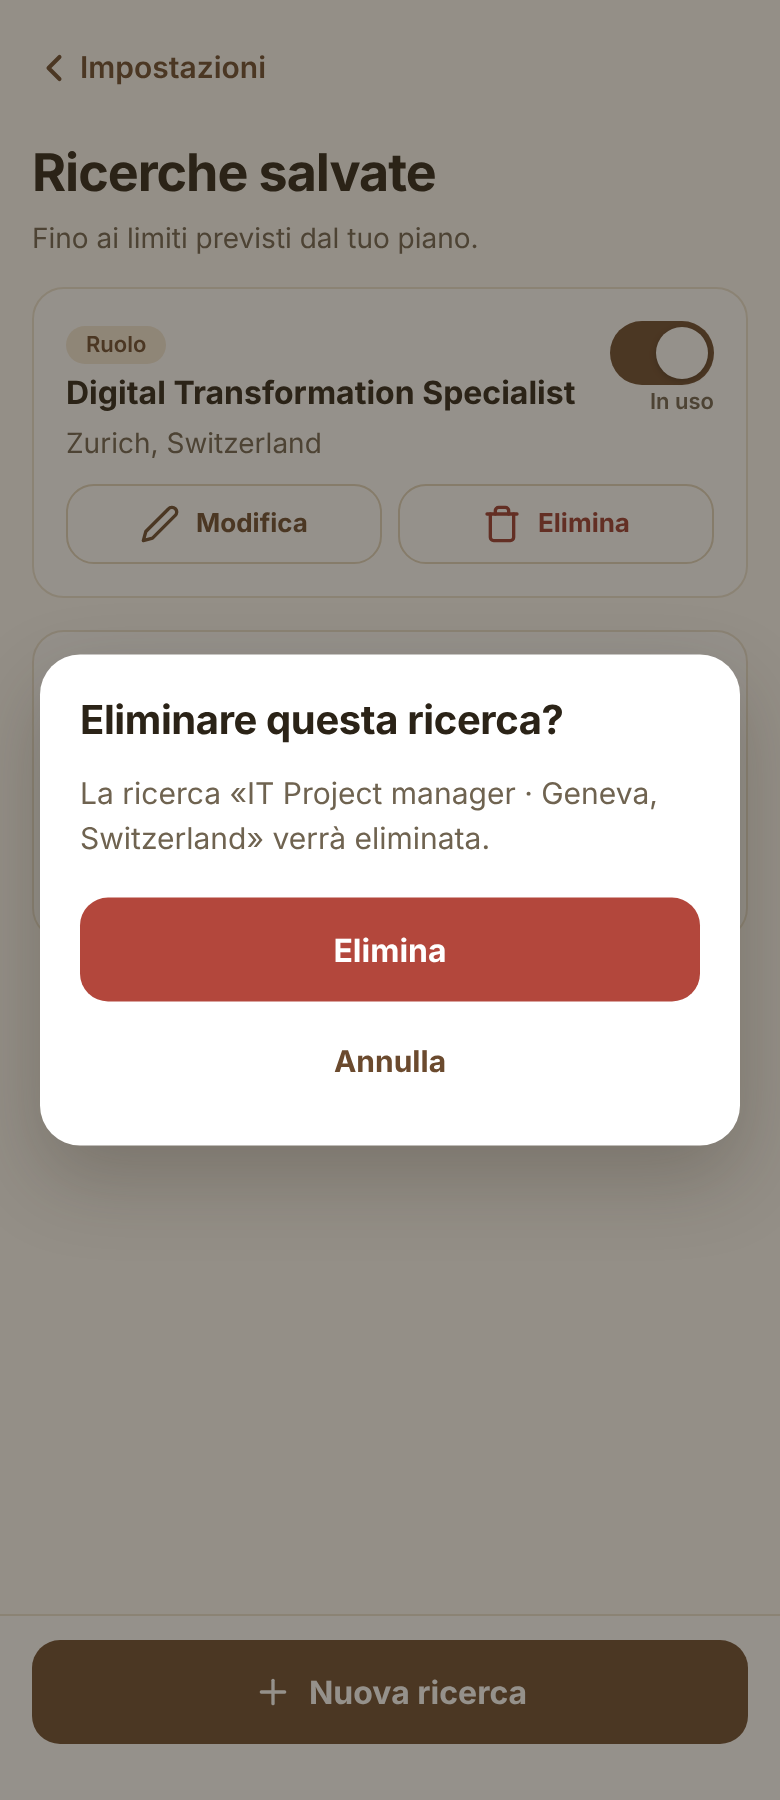 Impostazioni
Ricerche salvate
Fino ai limiti previsti dal tuo piano.
Ruolo
Digital Transformation Specialist
In uso
Zurich, Switzerland
Modifica
Elimina
Eliminare questa ricerca?
La ricerca «IT Project manager · Geneva,
Switzerland» verrà eliminata.
Elimina
Annulla
Nuova ricerca